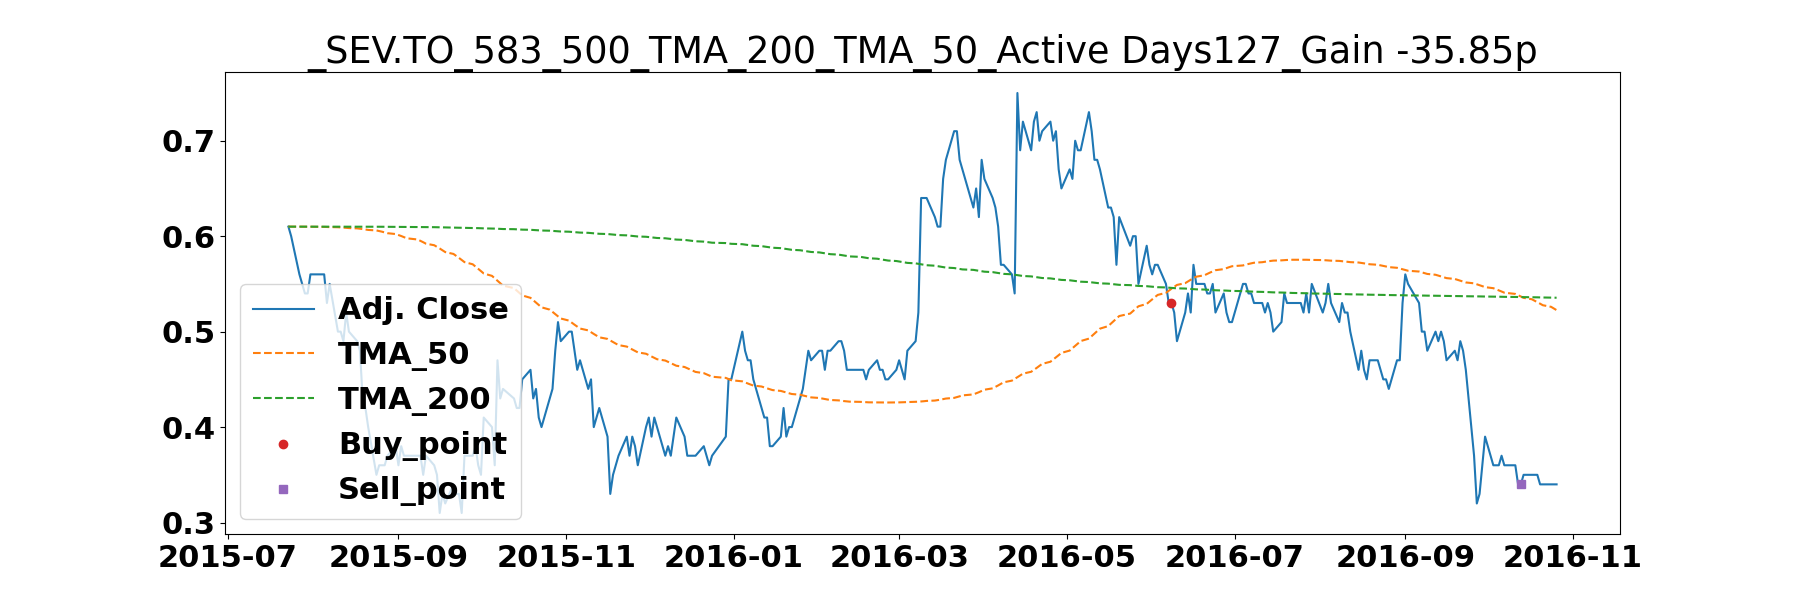 _SEV.TO_583_500_TMA_200_TMA_50_Active Days127_Gain -35.85p
0.7
0.6
0.5
0.4
0.3
Adj. Close
TMA_50
TMA_200
Buy_point
Sell_point
2015-07 2015-09 2015-11 2016-01 2016-03 2016-05 2016-07 2016-09 2016-11